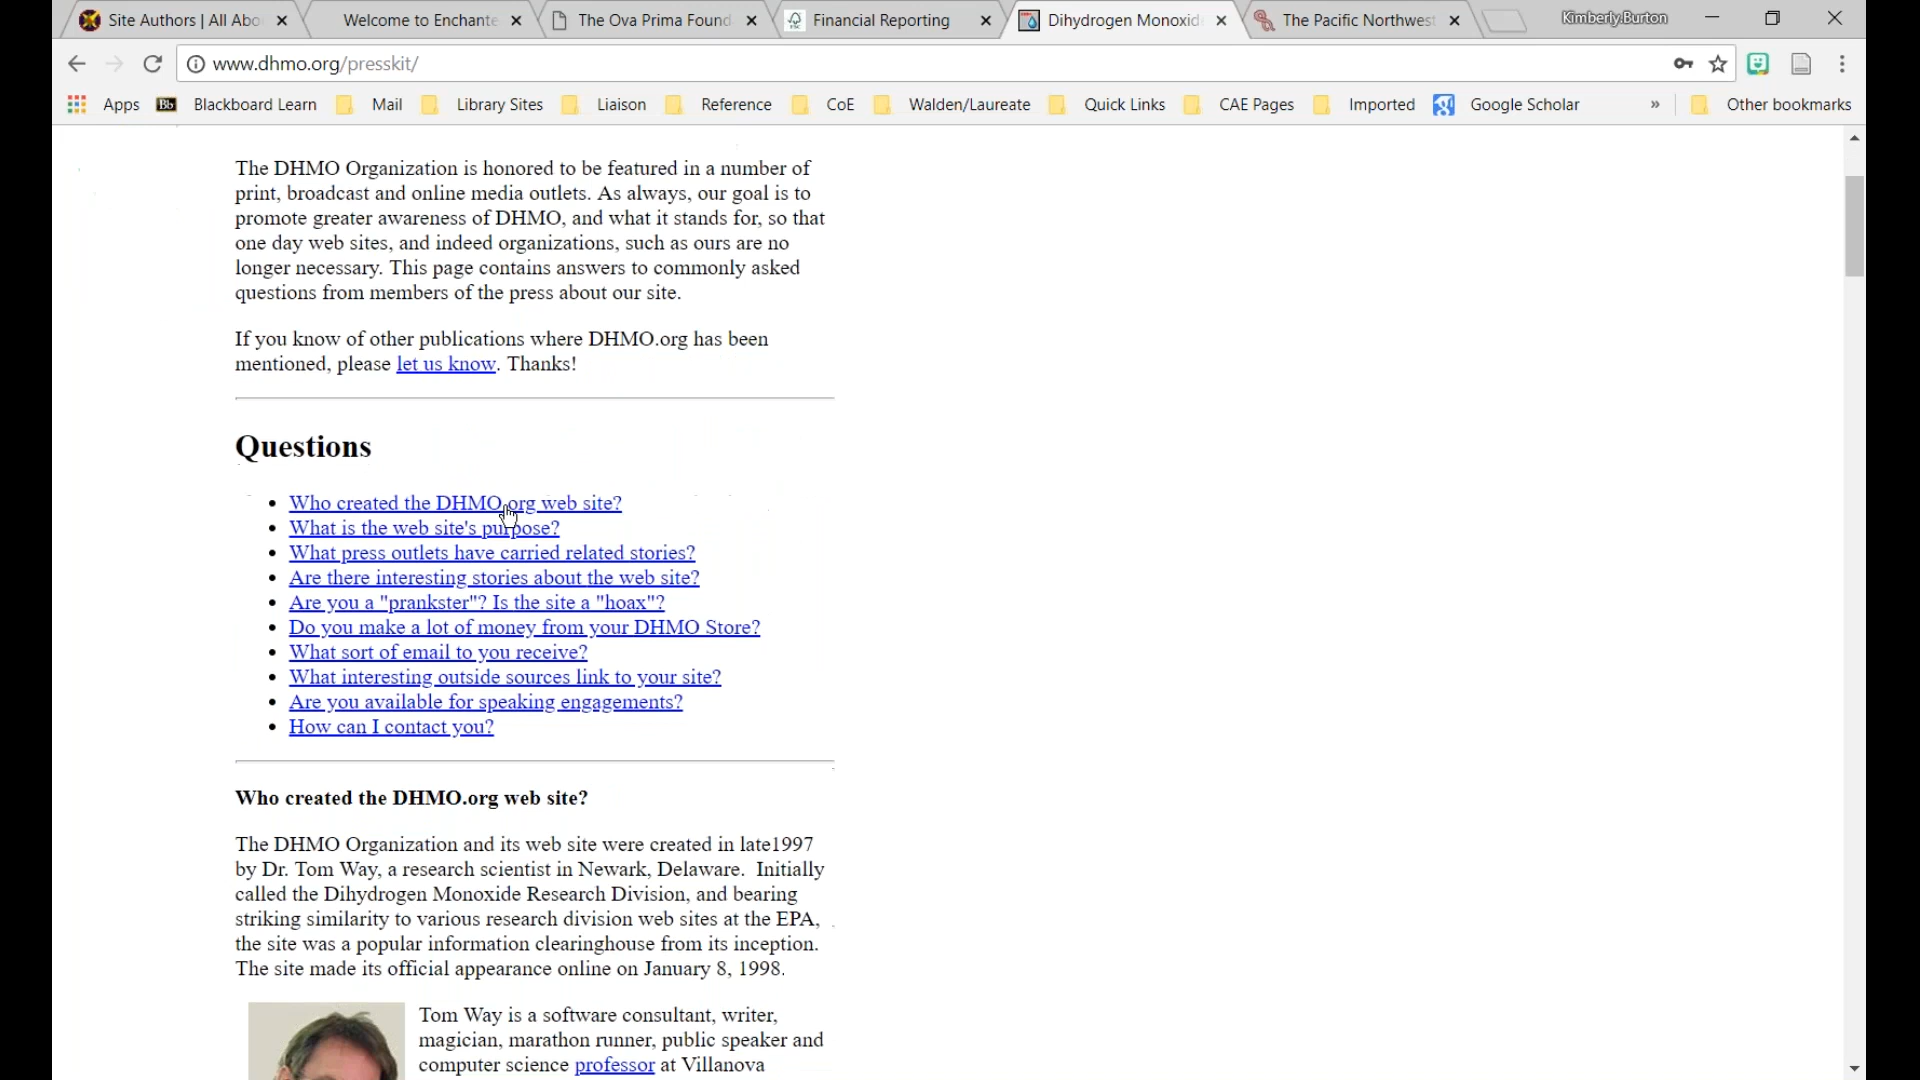 Site Authors | All Abo
Welcome to Enchante
The Ova Prima Found
Financial Reporting
Dihydrogen Monoxid
The Pacific Northwest
Kimberly.Burton
www.dhmo.org/presskit/
Apps
Bb
Blackboard Learn
Mail
Library Sites
Liaison
Reference
CoE
Walden/Laureate
Quick Links
CAE Pages
Imported
Google Scholar
»
Other bookmarks
The DHMO Organization is honored to be featured in a number of
print, broadcast and online media outlets. As always, our goal is to
promote greater awareness of DHMO, and what it stands for, so that
one day web sites, and indeed organizations, such as ours are no
longer necessary. This page contains answers to commonly asked
questions from members of the press about our site.
If you know of other publications where DHMO.org has been
mentioned, please let us know. Thanks!
Questions
• Who created the DHMO.org web site?
• What is the web site's purpose?
• What press outlets have carried related stories?
• Are there interesting stories about the web site?
• Are you a "prankster"? Is the site a "hoax"?
• Do you make a lot of money from your DHMO Store?
• What sort of email to you receive?
• What interesting outside sources link to your site?
• Are you available for speaking engagements?
• How can I contact you?
Who created the DHMO.org web site?
The DHMO Organization and its web site were created in late1997
by Dr. Tom Way, a research scientist in Newark, Delaware. Initially
called the Dihydrogen Monoxide Research Division, and bearing
striking similarity to various research division web sites at the EPA,
the site was a popular information clearinghouse from its inception.
The site made its official appearance online on January 8, 1998.
Tom Way is a software consultant, writer,
magician, marathon runner, public speaker and
computer science professor at Villanova